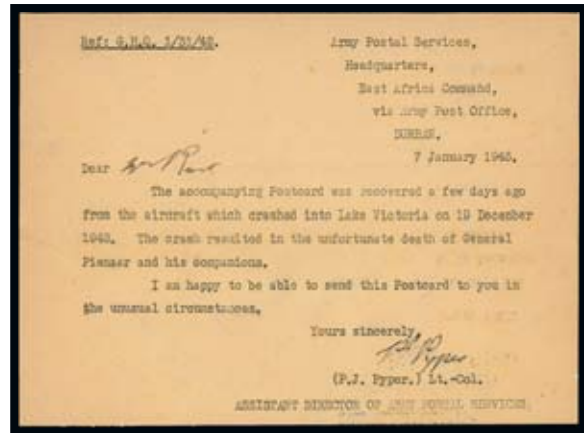 Ref: G.H.Q. 1/31/42.
Army Postal Services,
Headquarters,
East Africa Command,
via Army Post Office,
DURBAN,
7 January 1943.
Dear
The accompanying Postcard was recovered a few days ago
from the aircraft which crashed into Lake Victoria on 19 December
1942. The crash resulted in the unfortunate death of General
Pienaar and his companions.
I am happy to be able to send this Postcard to you in
the unusual circumstances.
Yours sincerely,
P.J. Pyper.
(P.J. Pyper.) Lt.-Col.
ASSISTANT DIRECTOR OF ARMY POSTAL SERVICES